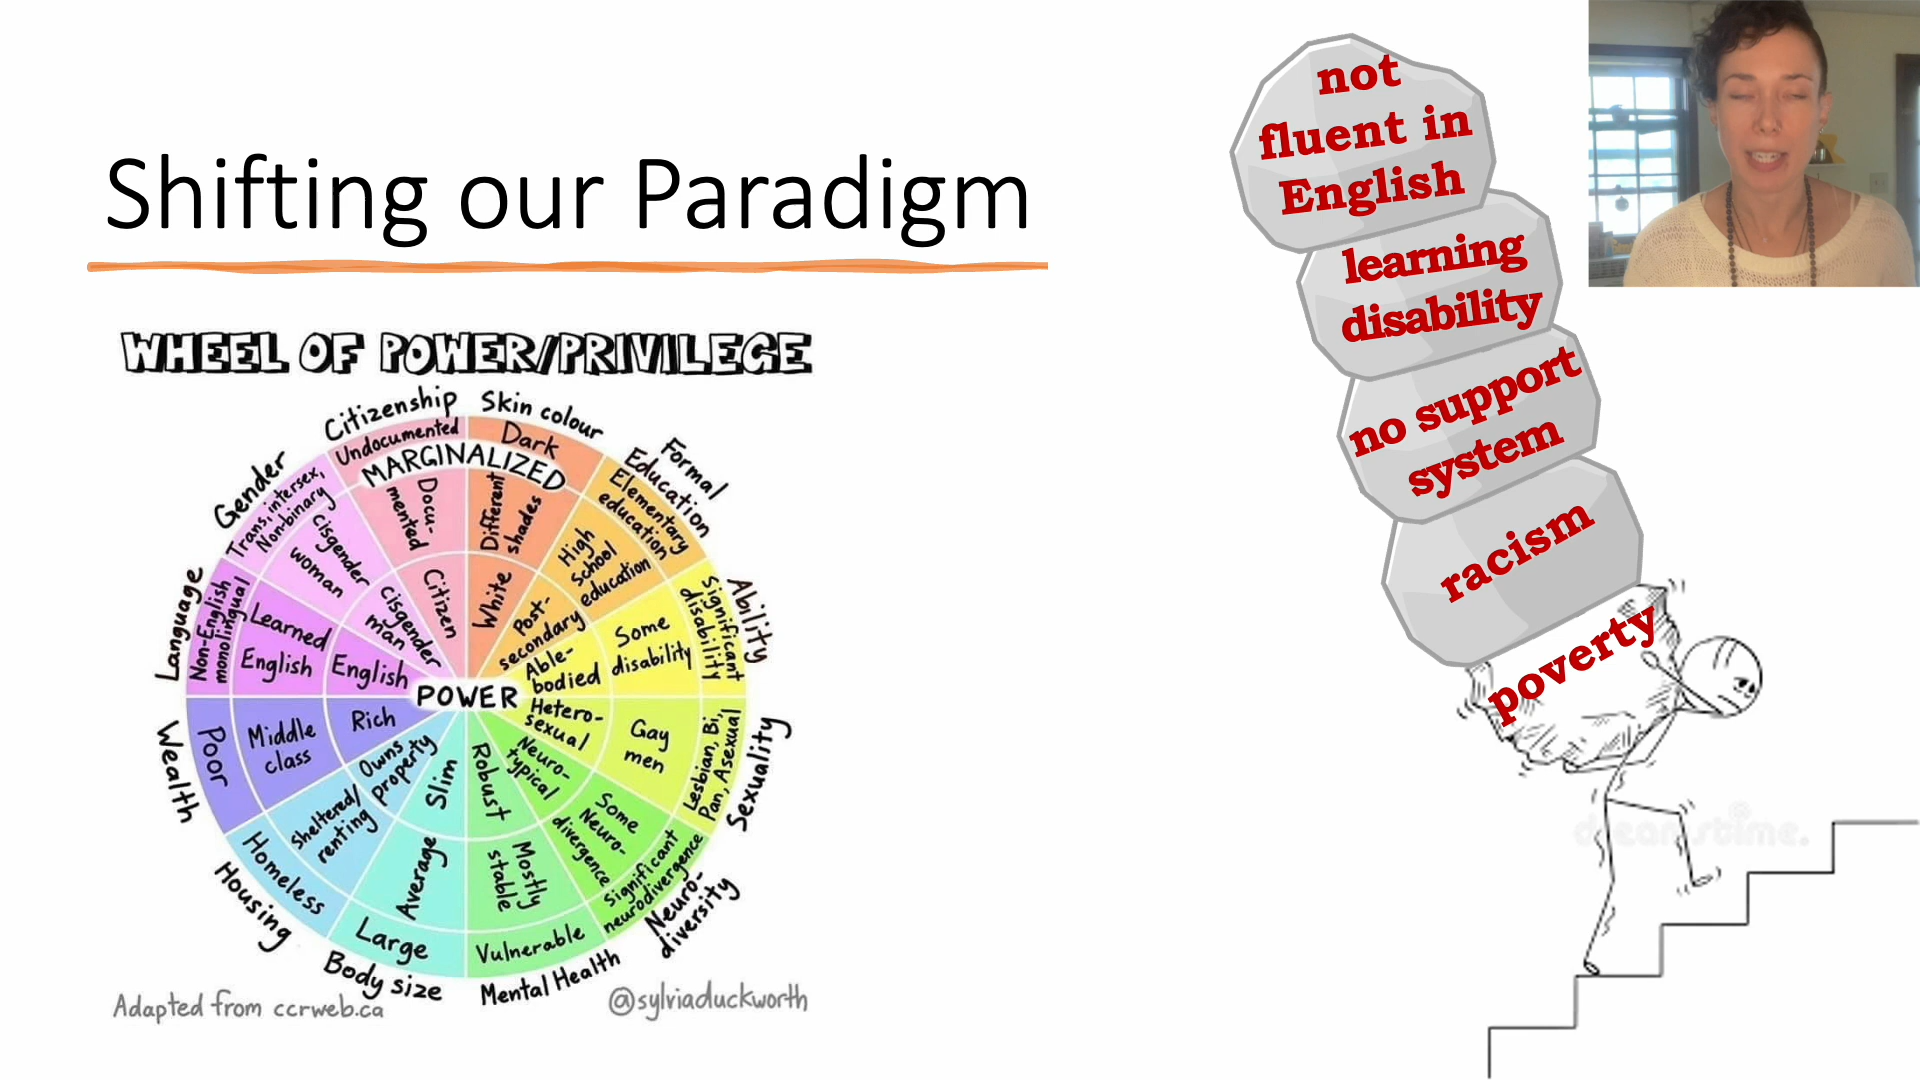 Shifting our Paradigm
WHEEL OF POWER/PRIVILEGE
Citizenship
Undocumented
Docu-
mented
Citizen
Skin colour
Dark
Different
shades
White
MARGINALIZED
Formal
Education
Elementary
education
High
School
education
Post-
secondary
Ability
Significant
disability
Some
disability
Able-
bodied
Sexuality
Lesbian, Bi,
Pan, Asexual
Gay
men
Hetero-
sexual
Neuro-
diversity
Significant
neurodivergence
Some
Neuro-
divergence
Neuro-
typical
Mental Health
Vulnerable
Mostly
stable
Robust
Body size
Large
Average
Slim
Housing
Homeless
Sheltered/
renting
Owns
property
Wealth
Poor
Middle
class
Rich
Language
Non-English
monolingual
Learned
English
English
Gender
Trans, intersex,
Non-binary
Cisgender
woman
Cisgender
man
POWER
Adapted from ccrweb.ca
@sylviaduckworth
not
fluent in
English
learning
disability
no support
system
racism
poverty
dreamstime.